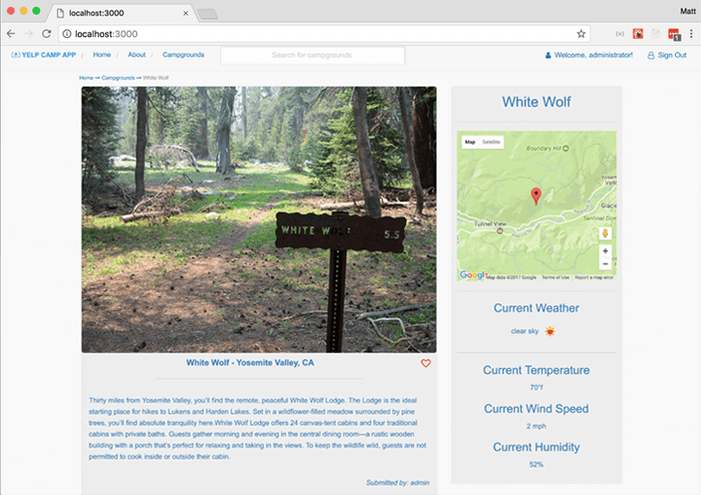 localhost:3000
Matt
localhost:3000
YELP CAMP APP / Home / About / Campgrounds
Search for campgrounds
Welcome, administrator!
Sign Out
Home ⇒ Campgrounds ⇒ White Wolf
WHITE WOLF 5.5
White Wolf - Yosemite Valley, CA
Thirty miles from Yosemite Valley, you'll find the remote, peaceful White Wolf Lodge. The Lodge is the ideal
starting place for hikes to Lukens and Harden Lakes. Set in a wildflower-filled meadow surrounded by pine
trees, you'll find absolute tranquility here.White Wolf Lodge offers 24 canvas-tent cabins and four traditional
cabins with private baths. Guests gather morning and evening in the central dining room—a rustic wooden
building with a porch that's perfect for relaxing and taking in the views. To keep the wildlife wild, guests are not
permitted to cook inside or outside their cabin.
Submitted by: admin
White Wolf
Map Satellite
Boundary Hill
Yosem
Valle
Glacie
Sentinel Dom
Tunnel View
+
−
Google
Map data ©2017 Google Terms of Use Report a map error
Current Weather
clear sky
Current Temperature
70°f
Current Wind Speed
2 mph
Current Humidity
52%